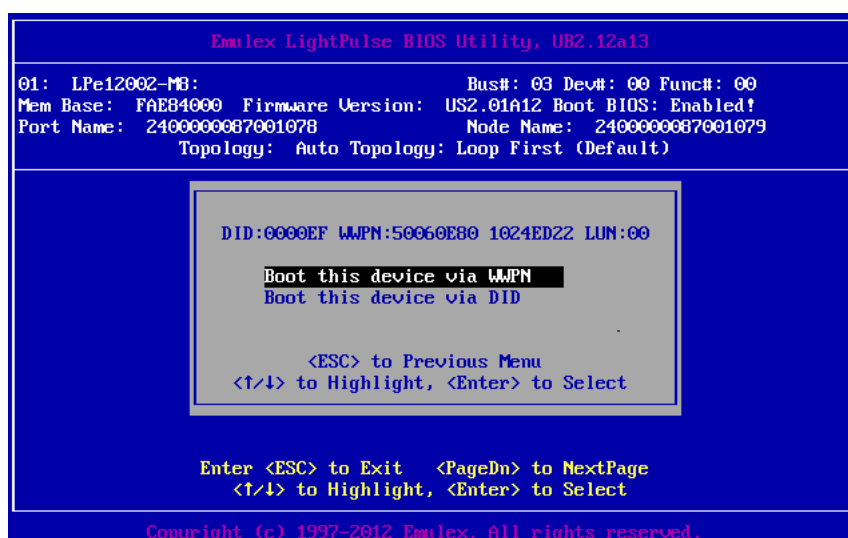 Emulex LightPulse BIOS Utility, UB2.12a13
01: LPe12002-M8: Bus#: 03 Dev#: 00 Func#: 00
Mem Base: FAE84000 Firmware Version: US2.01A12 Boot BIOS: Enabled!
Port Name: 2400000087001078 Node Name: 2400000087001079
Topology: Auto Topology: Loop First (Default)
DID:0000EF WWPN:50060E80 1024ED22 LUN:00
Boot this device via WWPN
Boot this device via DID
<ESC> to Previous Menu
<↑/↓> to Highlight, <Enter> to Select
Enter <ESC> to Exit <PageDn> to NextPage
<↑/↓> to Highlight, <Enter> to Select
Copyright (c) 1997-2012 Emulex. All rights reserved.